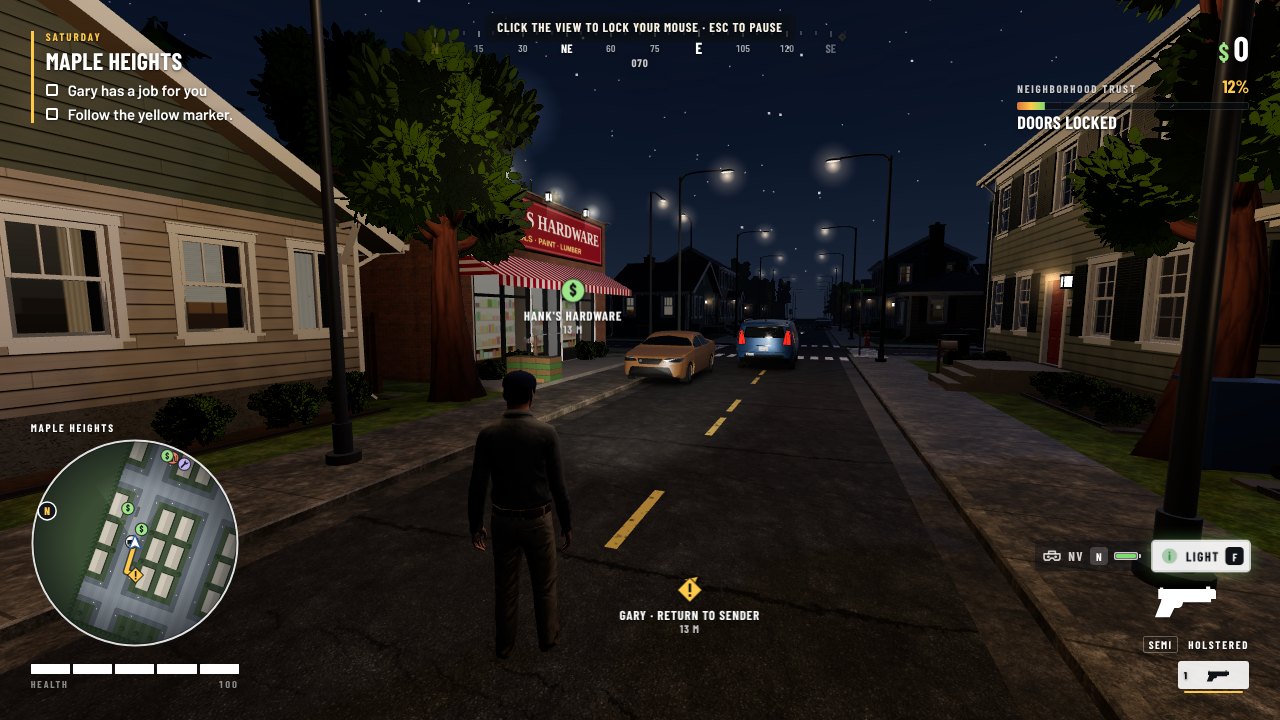 CLICK THE VIEW TO LOCK YOUR MOUSE · ESC TO PAUSE
N 15 30 NE 60 75 E 105 120 SE
070
SATURDAY
MAPLE HEIGHTS
Gary has a job for you
Follow the yellow marker.
$0
NEIGHBORHOOD TRUST 12%
DOORS LOCKED
S HARDWARE
LS · PAINT · LUMBER
$
HANK'S HARDWARE
13 M
MAPLE HEIGHTS
N
$
$
$
!
!
GARY · RETURN TO SENDER
13 M
NV N
LIGHT F
SEMI HOLSTERED
1
HEALTH 100